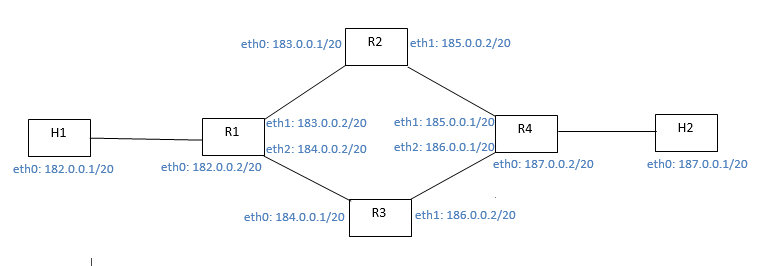 R2
eth0: 183.0.0.1/20
eth1: 185.0.0.2/20
H1
eth0: 182.0.0.1/20
R1
eth1: 183.0.0.2/20
eth2: 184.0.0.2/20
eth0: 182.0.0.2/20
eth1: 185.0.0.1/20
eth2: 186.0.0.1/20
R4
eth0: 187.0.0.2/20
H2
eth0: 187.0.0.1/20
R3
eth0: 184.0.0.1/20
eth1: 186.0.0.2/20